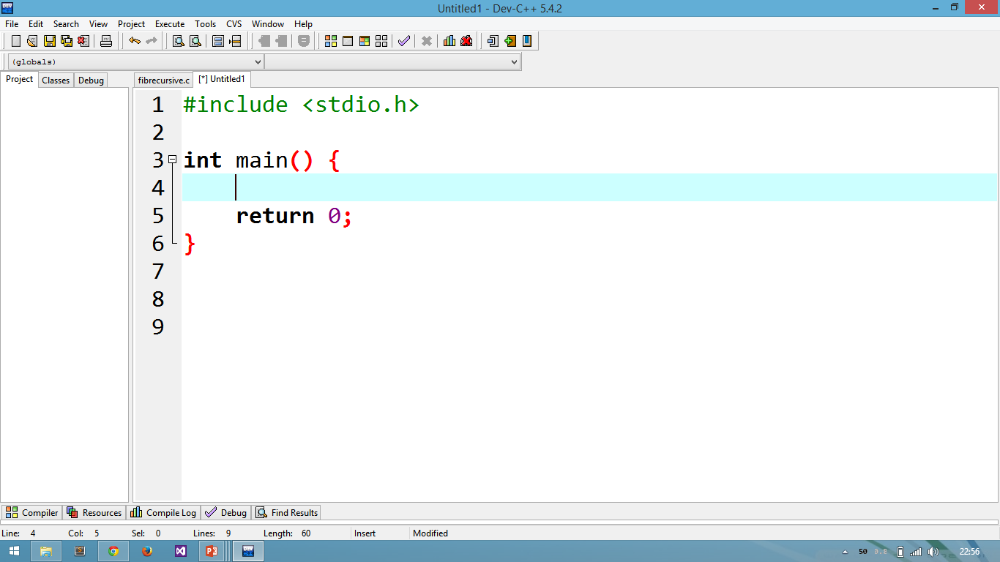 Untitled1 - Dev-C++ 5.4.2
File Edit Search View Project Execute Tools CVS Window Help
(globals)
Project Classes Debug fibrecursive.c [*] Untitled1
1 #include <stdio.h>
2
3 int main() {
4
5 return 0;
6 }
7
8
9
Compiler Resources Compile Log Debug Find Results
Line: 4 Col: 5 Sel: 0 Lines: 9 Length: 60 Insert Modified
50 0.8 22:56